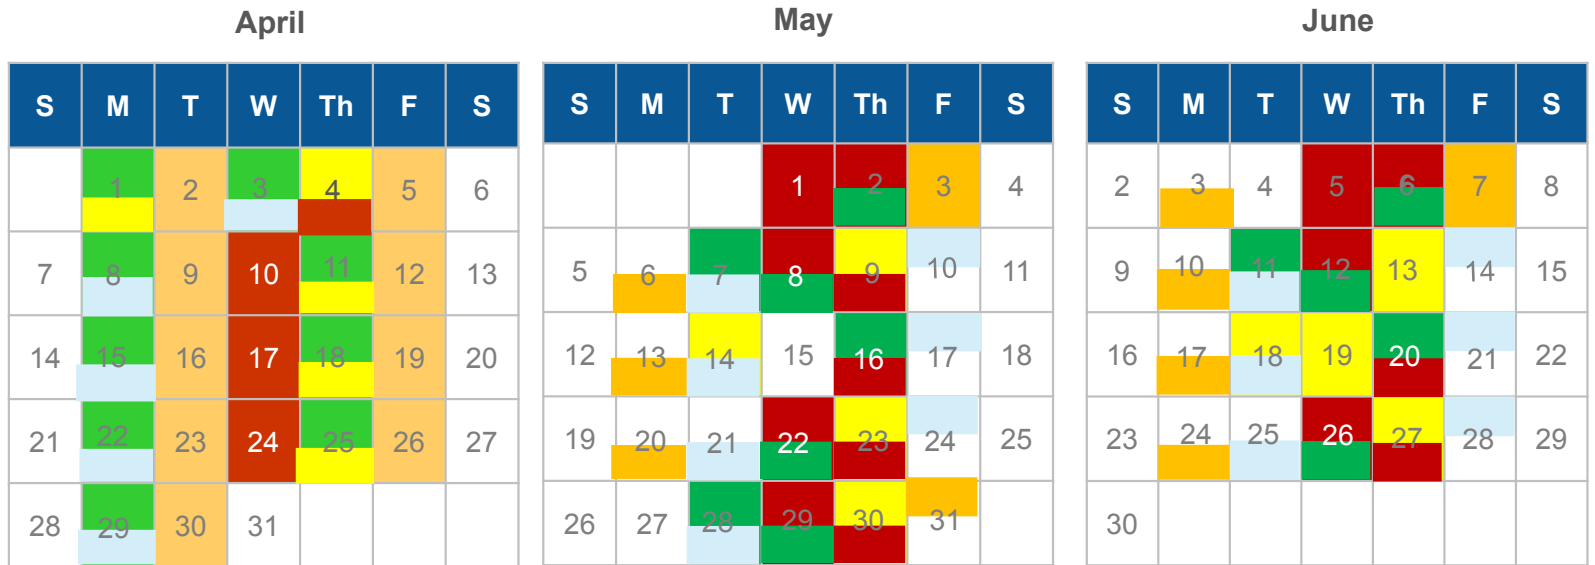 April May June
S M T W Th F S S M T W Th F S S M T W Th F S
1 2 3 4 5 6 1 2 3 4 2 3 4 5 6 7 8
7 8 9 10 11 12 13 5 6 7 8 9 10 11 9 10 11 12 13 14 15
14 15 16 17 18 19 20 12 13 14 15 16 17 18 16 17 18 19 20 21 22
21 22 23 24 25 26 27 19 20 21 22 23 24 25 23 24 25 26 27 28 29
28 29 30 31 26 27 28 29 30 31 30